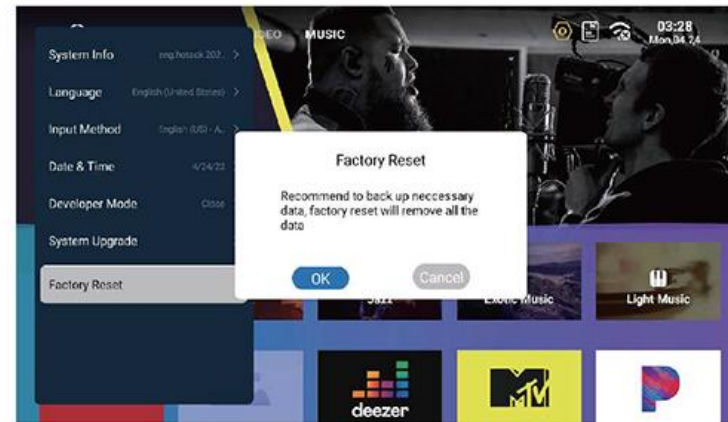 MUSIC
03:28
Mon,04.24
System Info
Language English (United States)
Input Method English (US) - A..
Date & Time 4/24/23
Developer Mode Close
System Upgrade
Factory Reset
Factory Reset
Recommend to back up neccessary
data, factory reset will remove all the
data
OK Cancel
Jazz Exotic Music Light Music
deezer MTV